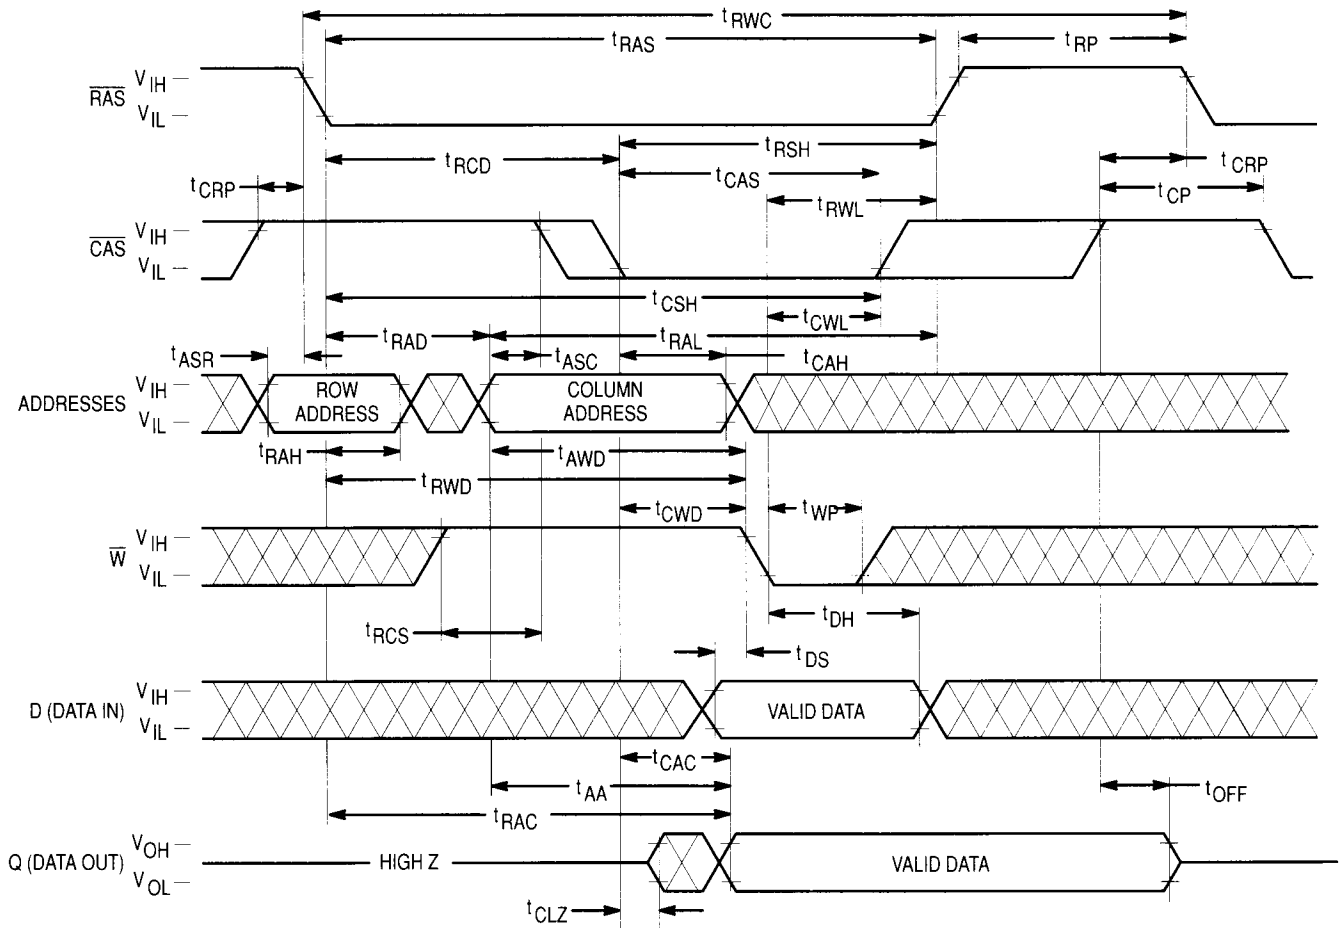 tRWC
tRAS
tRP
RAS
VIH
VIL
tRCD
tRSH
tCRP
tCAS
tCRP
tRWL
tCP
CAS
VIH
VIL
tCSH
tCWL
tRAD
tRAL
tASR
tASC
tCAH
ADDRESSES
VIH
VIL
ROW
ADDRESS
COLUMN
ADDRESS
tRAH
tAWD
tRWD
tCWD
tWP
W
VIH
VIL
tRCS
tDH
tDS
D (DATA IN)
VIH
VIL
VALID DATA
tCAC
tAA
tOFF
tRAC
Q (DATA OUT)
VOH
VOL
HIGH Z
VALID DATA
tCLZ